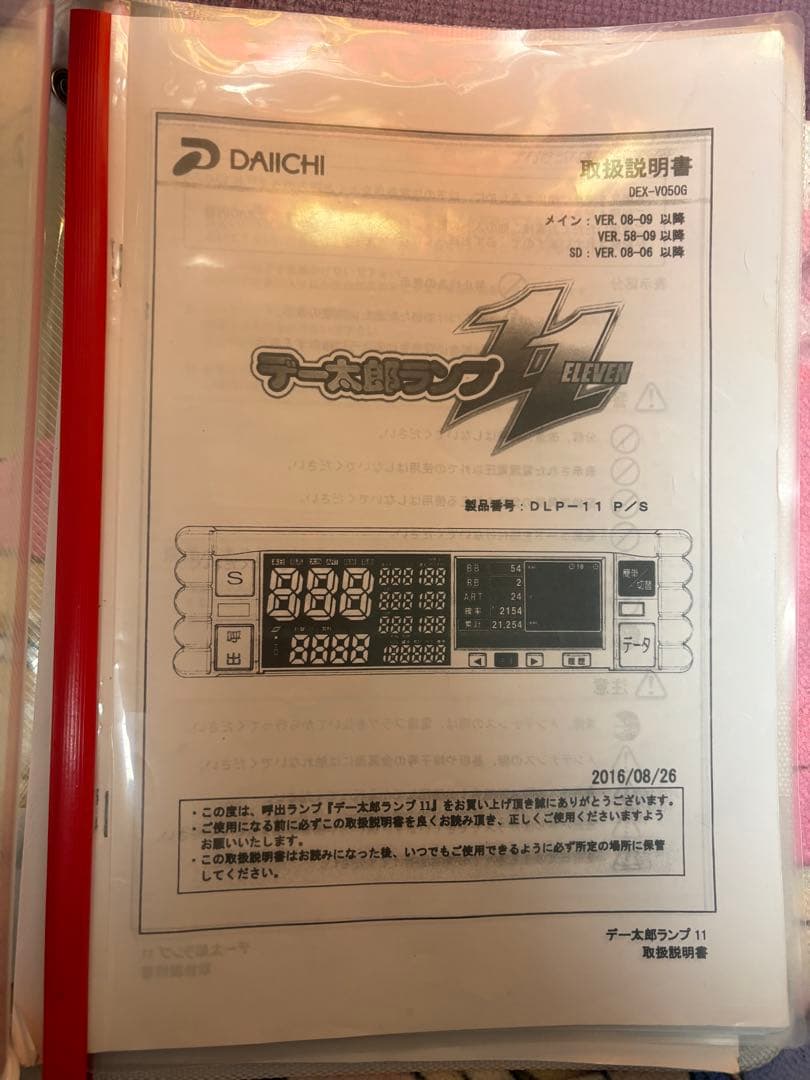 DAIICHI
取扱説明書
DEX-V050G
メイン：VER.08-09 以降
VER.58-09 以降
SD：VER.08-06 以降
デー太郎ランプ 11 ELEVEN
製品番号：DLP－11 P／S
S
呼出
BB 54
RB 2
ART 24
確率 1/2154
累計 21,254
簡単／切替
データ
履歴
2016/08/26
・この度は、呼出ランプ『デー太郎ランプ 11』をお買い上げ頂き誠にありがとうございます。
・ご使用になる前に必ずこの取扱説明書を良くお読み頂き、正しくご使用くださいますよう
お願いいたします。
・この取扱説明書はお読みになった後、いつでもご使用できるように必ず所定の場所に保管
してください。
デー太郎ランプ 11
取扱説明書